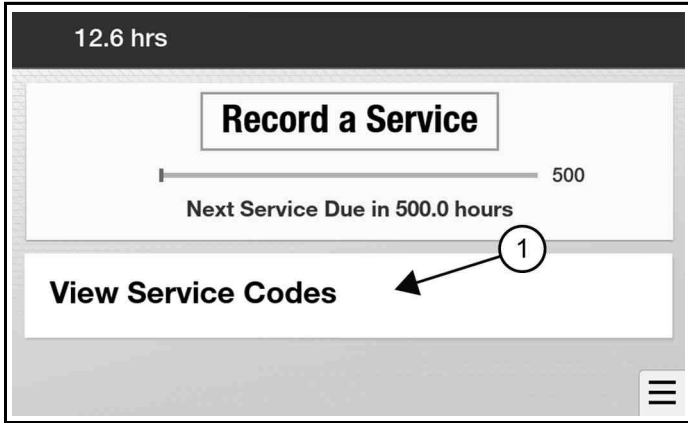 12.6 hrs
Record a Service
500
Next Service Due in 500.0 hours
1
View Service Codes